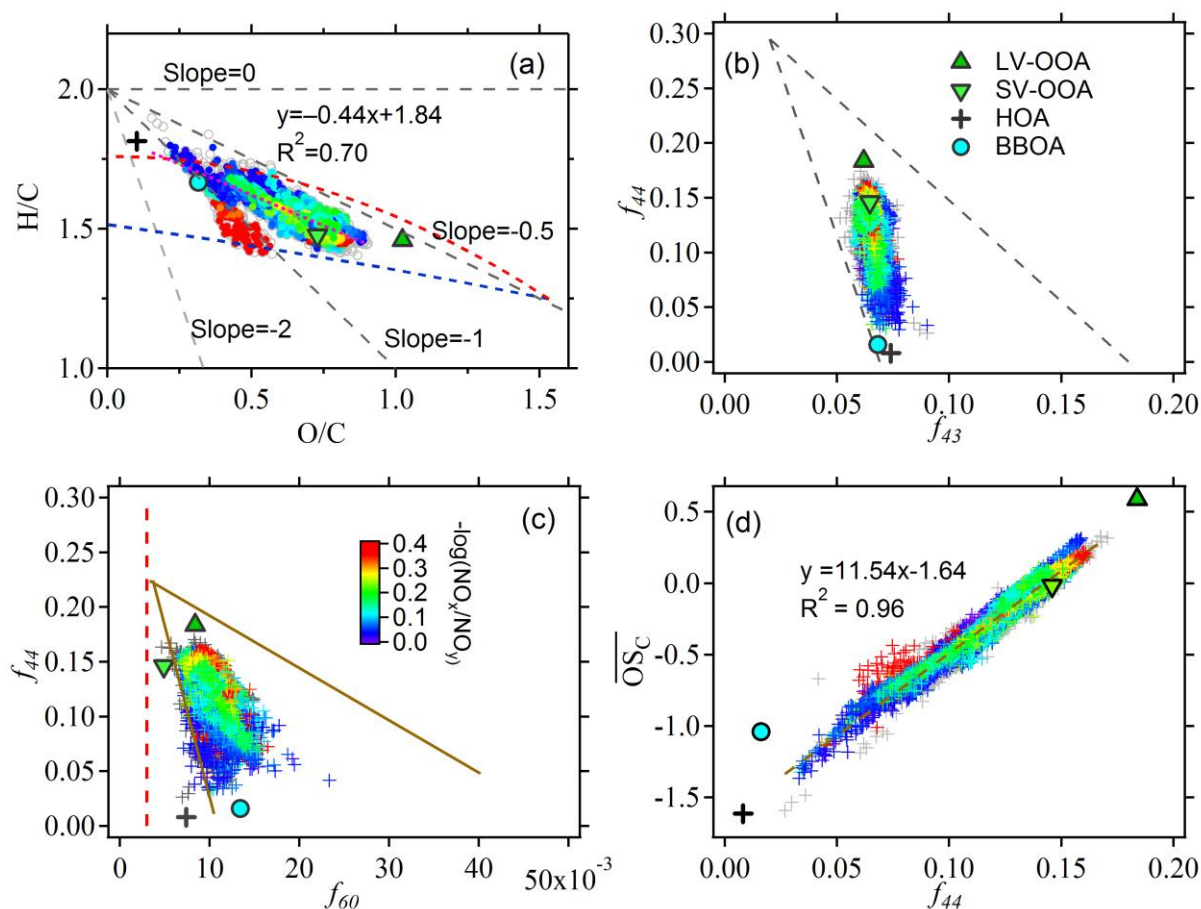 (a)
Slope=0
y=–0.44x+1.84
R2=0.70
Slope=-0.5
Slope=-1
Slope=-2
2.0
1.5
1.0
H/C
0.0 0.5 1.0 1.5
O/C
(b)
LV-OOA
SV-OOA
HOA
BBOA
0.30
0.25
0.20
0.15
0.10
0.05
0.00
f44
0.00 0.05 0.10 0.15 0.20
f43
(c)
0.4
0.3
0.2
0.1
0.0
-log(NOx/NOy)
0.30
0.25
0.20
0.15
0.10
0.05
0.00
f44
0 10 20 30 40 50x10-3
f60
(d)
y =11.54x-1.64
R2 = 0.96
0.5
0.0
-0.5
-1.0
-1.5
OSC
0.00 0.05 0.10 0.15 0.20
f44